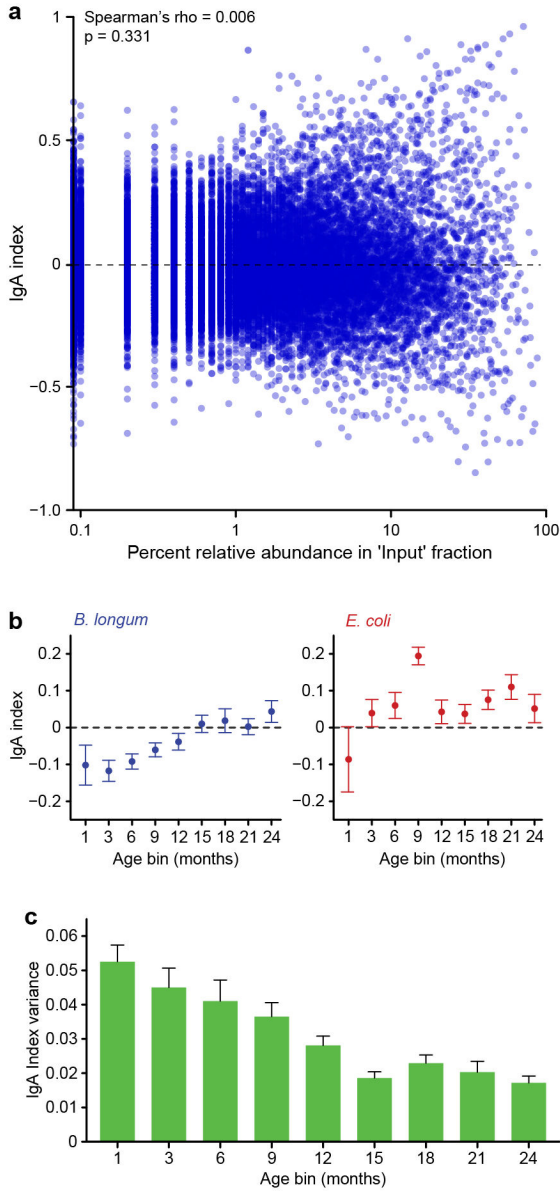 a
Spearman's rho = 0.006
p = 0.331
1
0.5
0
−0.5
−1.0
IgA index
0.1 1 10 100
Percent relative abundance in 'Input' fraction
b
B. longum
E. coli
0.2
0.1
0
−0.1
−0.2
IgA index
1 3 6 9 12 15 18 21 24
Age bin (months)
0.2
0.1
0
−0.1
−0.2
1 3 6 9 12 15 18 21 24
Age bin (months)
c
0.06
0.05
0.04
0.03
0.02
0.01
0
IgA Index variance
1 3 6 9 12 15 18 21 24
Age bin (months)